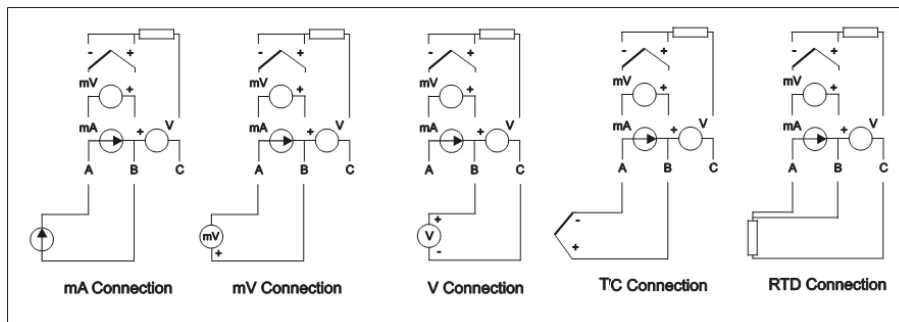 - + - + - + - + - +
mV + mV + mV + mV + mV +
mA + V mA + V mA + V mA + V mA + V
A B C A B C A B C A B C A B C
mV + V + - - +
mA Connection mV Connection V Connection T'C Connection RTD Connection